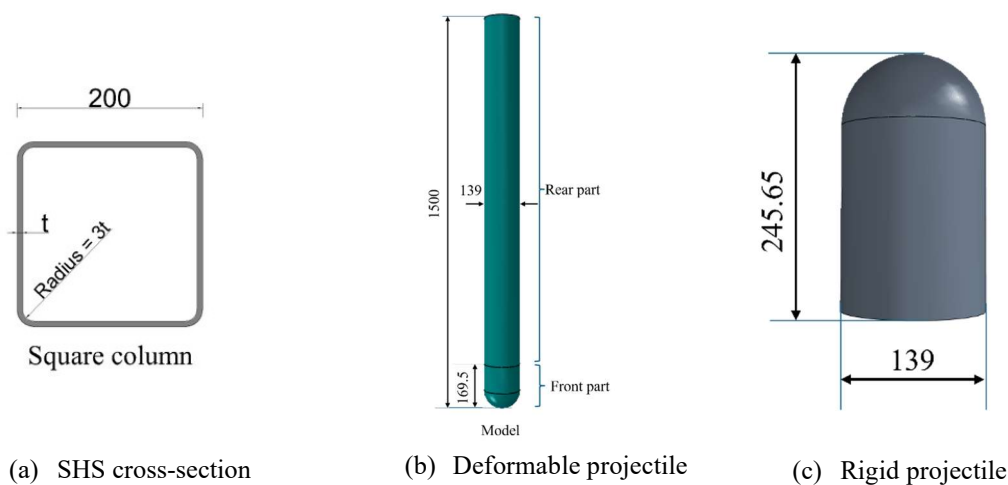 200
t
Radius = 3t
Square column
1500
139
Rear part
169.5
Front part
Model
245.65
139
(a) SHS cross-section
(b) Deformable projectile
(c) Rigid projectile